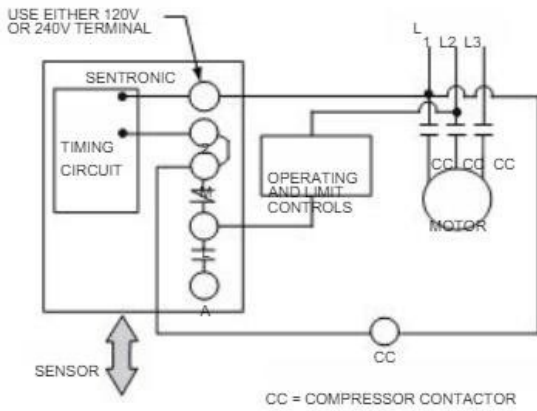 USE EITHER 120V
OR 240V TERMINAL
L
1 L2 L3
SENTRONIC
TIMING
CIRCUIT
OPERATING
AND LIMIT
CONTROLS
CC CC CC
MOTOR
A
SENSOR
CC
CC = COMPRESSOR CONTACTOR